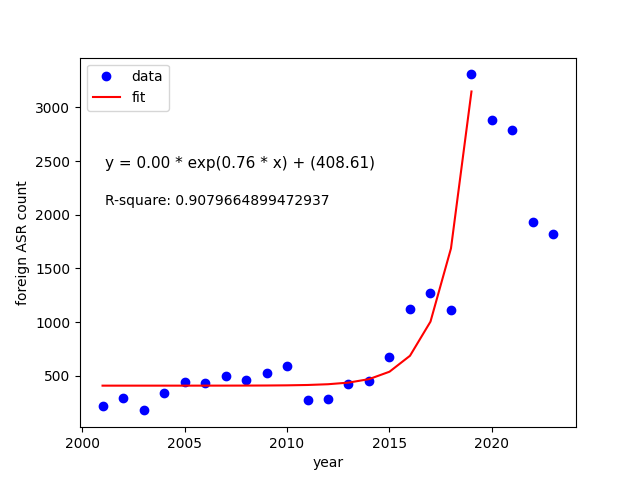 data
fit
y = 0.00 * exp(0.76 * x) + (408.61)
R-square: 0.9079664899472937
foreign ASR count
3000
2500
2000
1500
1000
500
2000 2005 2010 2015 2020
year